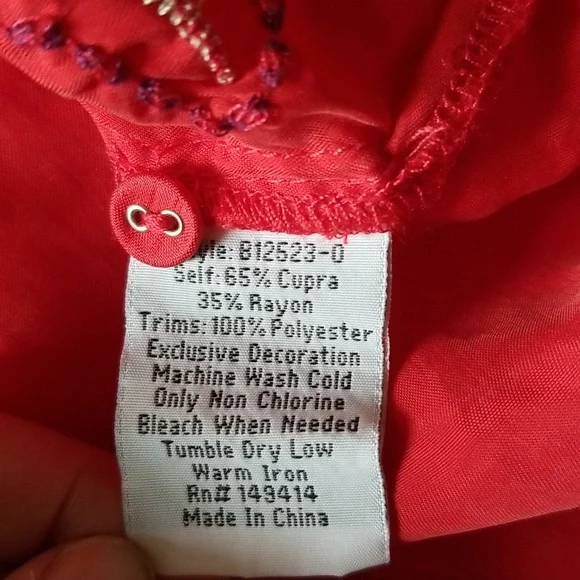 Style: B12523-0
Self: 65% Cupra
35% Rayon
Trims: 100% Polyester
Exclusive Decoration
Machine Wash Cold
Only Non Chlorine
Bleach When Needed
Tumble Dry Low
Warm Iron
Rn# 149414
Made In China